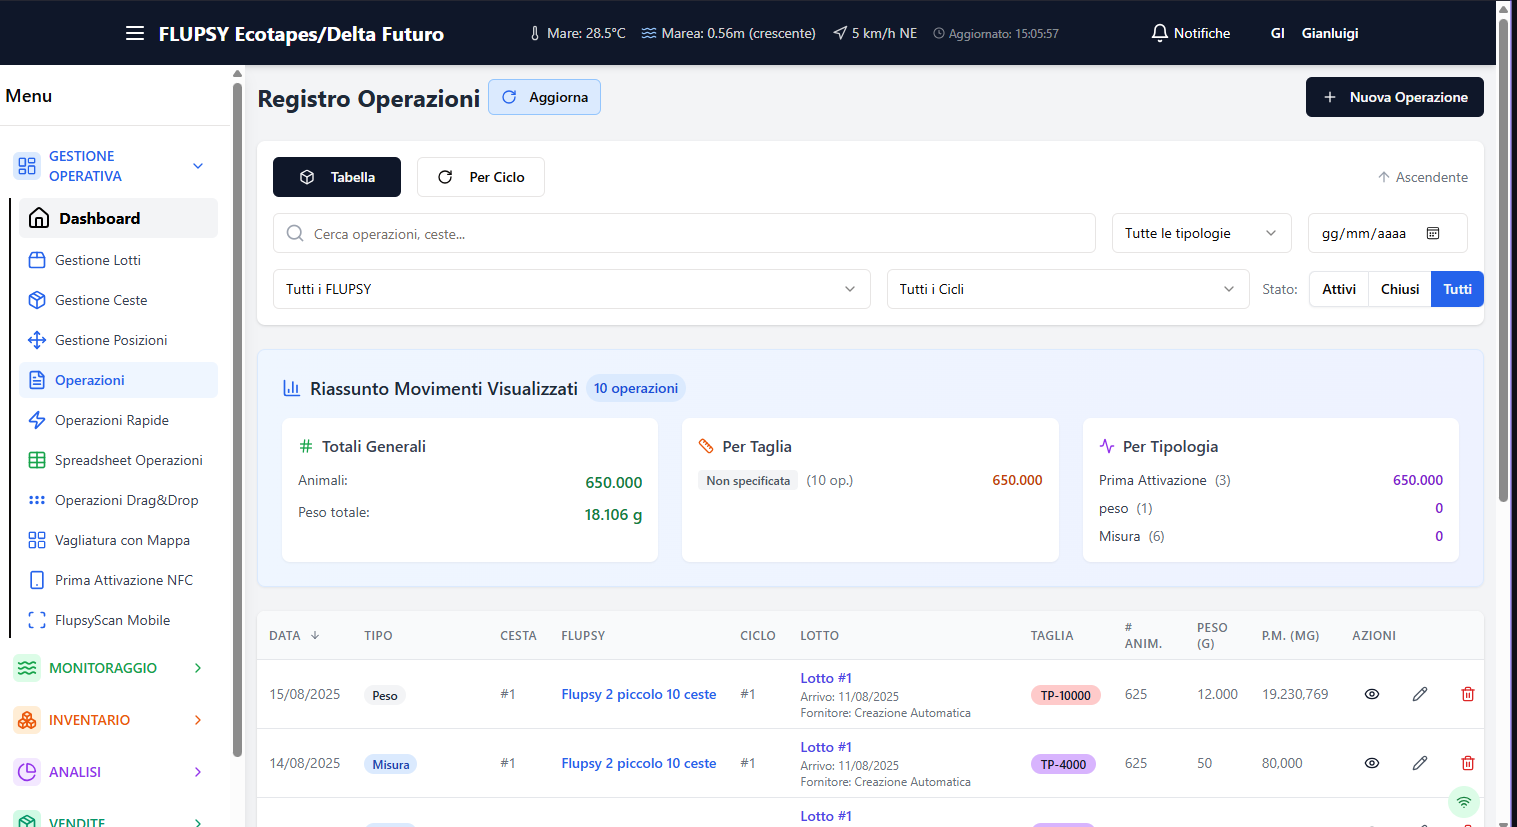 FLUPSY Ecotapes/Delta Futuro
Mare: 28.5°C
Marea: 0.56m (crescente)
5 km/h NE
Aggiornato: 15:05:57
Notifiche
GI
Gianluigi
Menu
GESTIONE
OPERATIVA
Dashboard
Gestione Lotti
Gestione Ceste
Gestione Posizioni
Operazioni
Operazioni Rapide
Spreadsheet Operazioni
Operazioni Drag&Drop
Vagliatura con Mappa
Prima Attivazione NFC
FlupsyScan Mobile
MONITORAGGIO
INVENTARIO
ANALISI
VENDITE
Registro Operazioni
Aggiorna
+ Nuova Operazione
Tabella
Per Ciclo
↑ Ascendente
Cerca operazioni, ceste...
Tutte le tipologie
gg/mm/aaaa
Tutti i FLUPSY
Tutti i Cicli
Stato:
Attivi
Chiusi
Tutti
Riassunto Movimenti Visualizzati
10 operazioni
# Totali Generali
Animali: 650.000
Peso totale: 18.106 g
Per Taglia
Non specificata (10 op.) 650.000
Per Tipologia
Prima Attivazione (3) 650.000
peso (1) 0
Misura (6) 0
DATA ↓ TIPO CESTA FLUPSY CICLO LOTTO TAGLIA # ANIM. PESO (G) P.M. (MG) AZIONI
15/08/2025 Peso #1 Flupsy 2 piccolo 10 ceste #1
Lotto #1
Arrivo: 11/08/2025
Fornitore: Creazione Automatica
TP-10000 625 12.000 19.230,769
14/08/2025 Misura #1 Flupsy 2 piccolo 10 ceste #1
Lotto #1
Arrivo: 11/08/2025
Fornitore: Creazione Automatica
TP-4000 625 50 80,000
Lotto #1